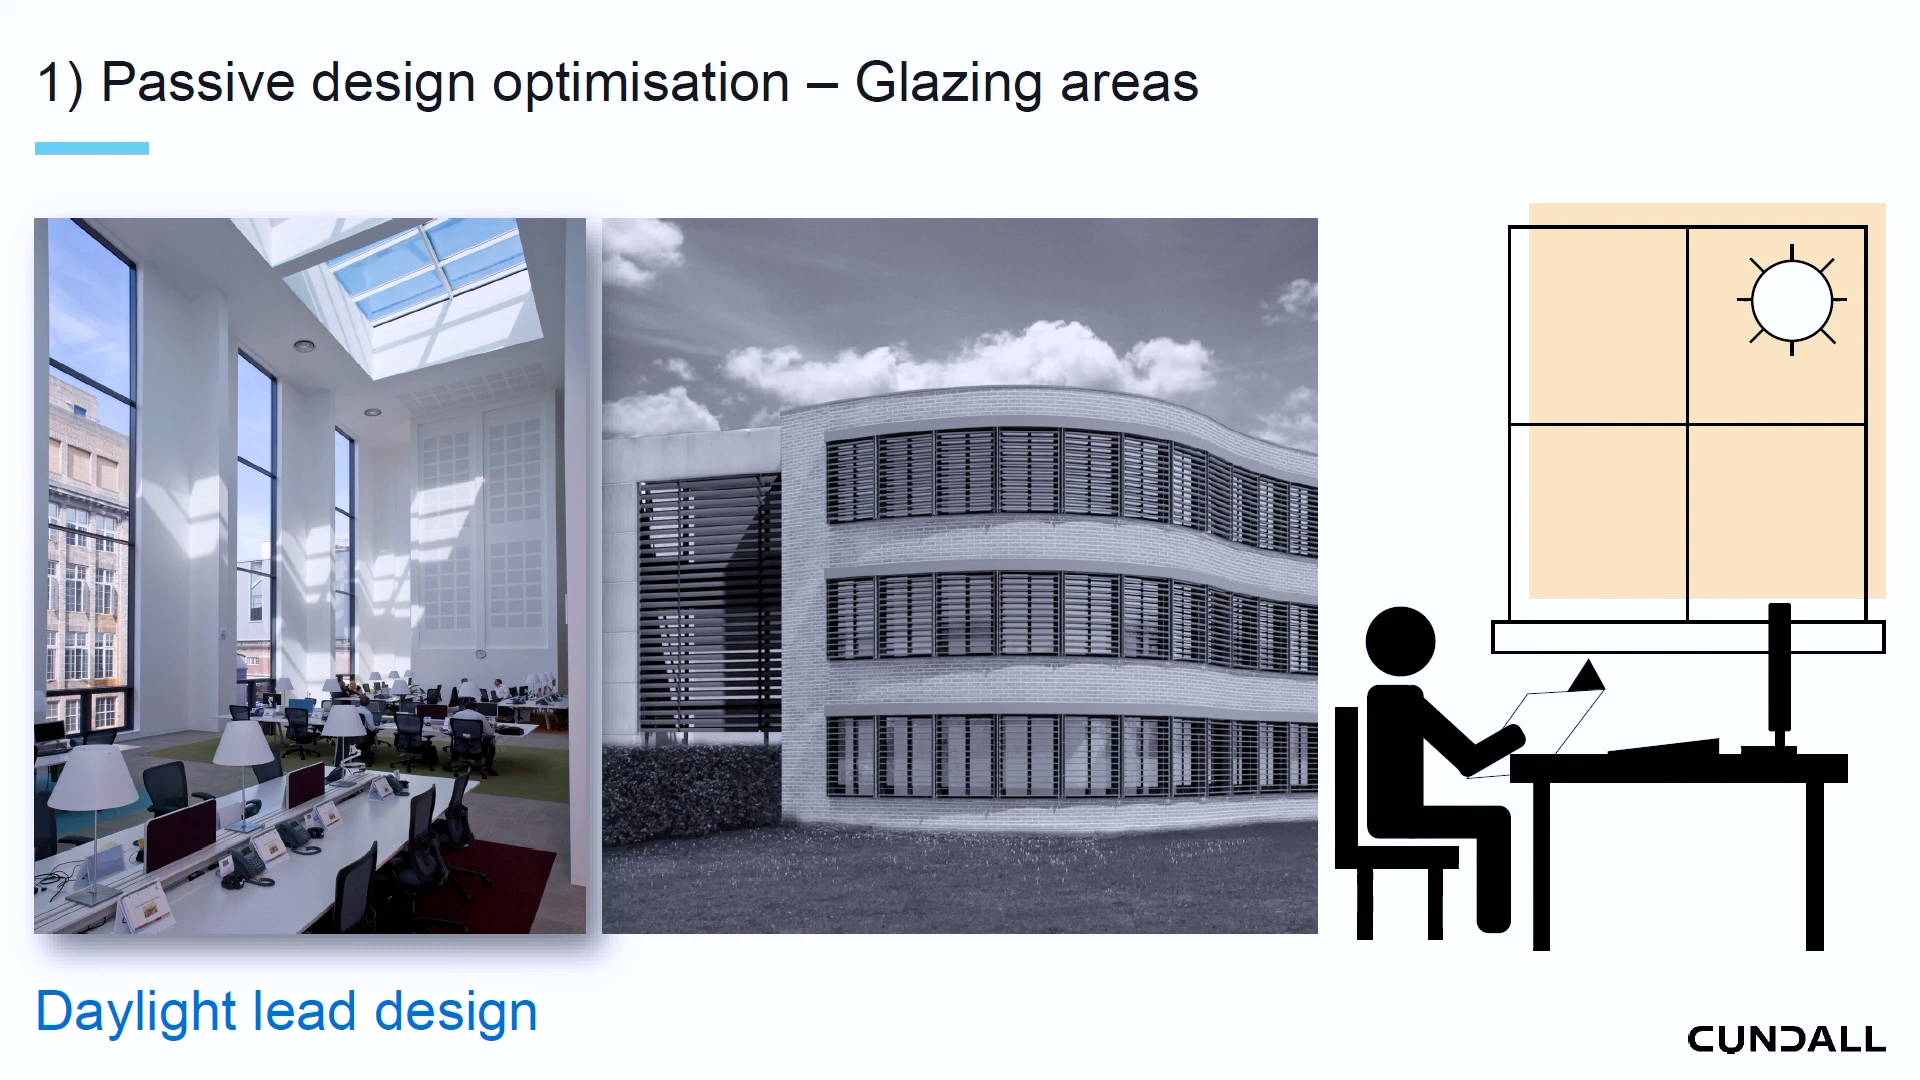 1) Passive design optimisation – Glazing areas
Daylight lead design
CUNDALL